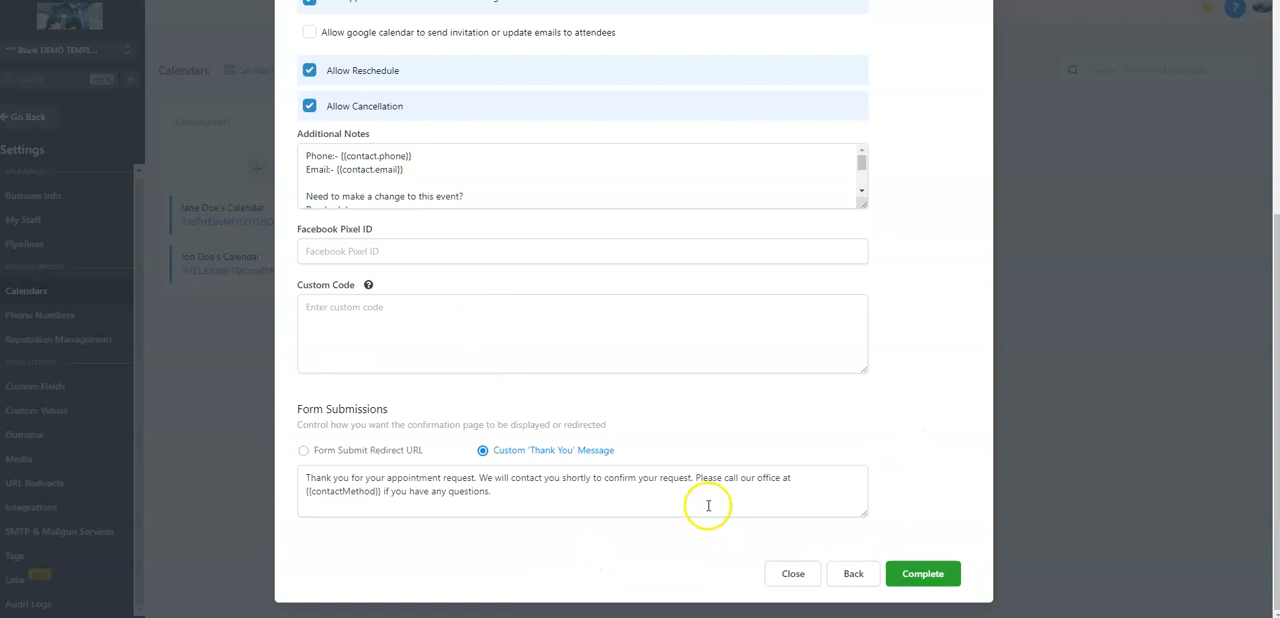 *** Blank DEMO TEMPL...
Search
Go Back
Settings
Business Info
My Staff
Pipelines
Calendars
Phone Numbers
Reputation Management
Custom Fields
Custom Values
Domains
Media
URL Redirects
Integrations
SMTP & Mailgun Services
Tags
Labs
Audit Logs
Calendars
Calendar
Jane Doe's Calendar
Jon Doe's Calendar
Allow google calendar to send invitation or update emails to attendees
Allow Reschedule
Allow Cancellation
Additional Notes
Phone:- {{contact.phone}}
Email:- {{contact.email}}
Need to make a change to this event?
Facebook Pixel ID
Facebook Pixel ID
Custom Code ?
Enter custom code
Form Submissions
Control how you want the confirmation page to be displayed or redirected
Form Submit Redirect URL
Custom 'Thank You' Message
Thank you for your appointment request. We will contact you shortly to confirm your request. Please call our office at
{{contactMethod}} if you have any questions.
Close
Back
Complete
?